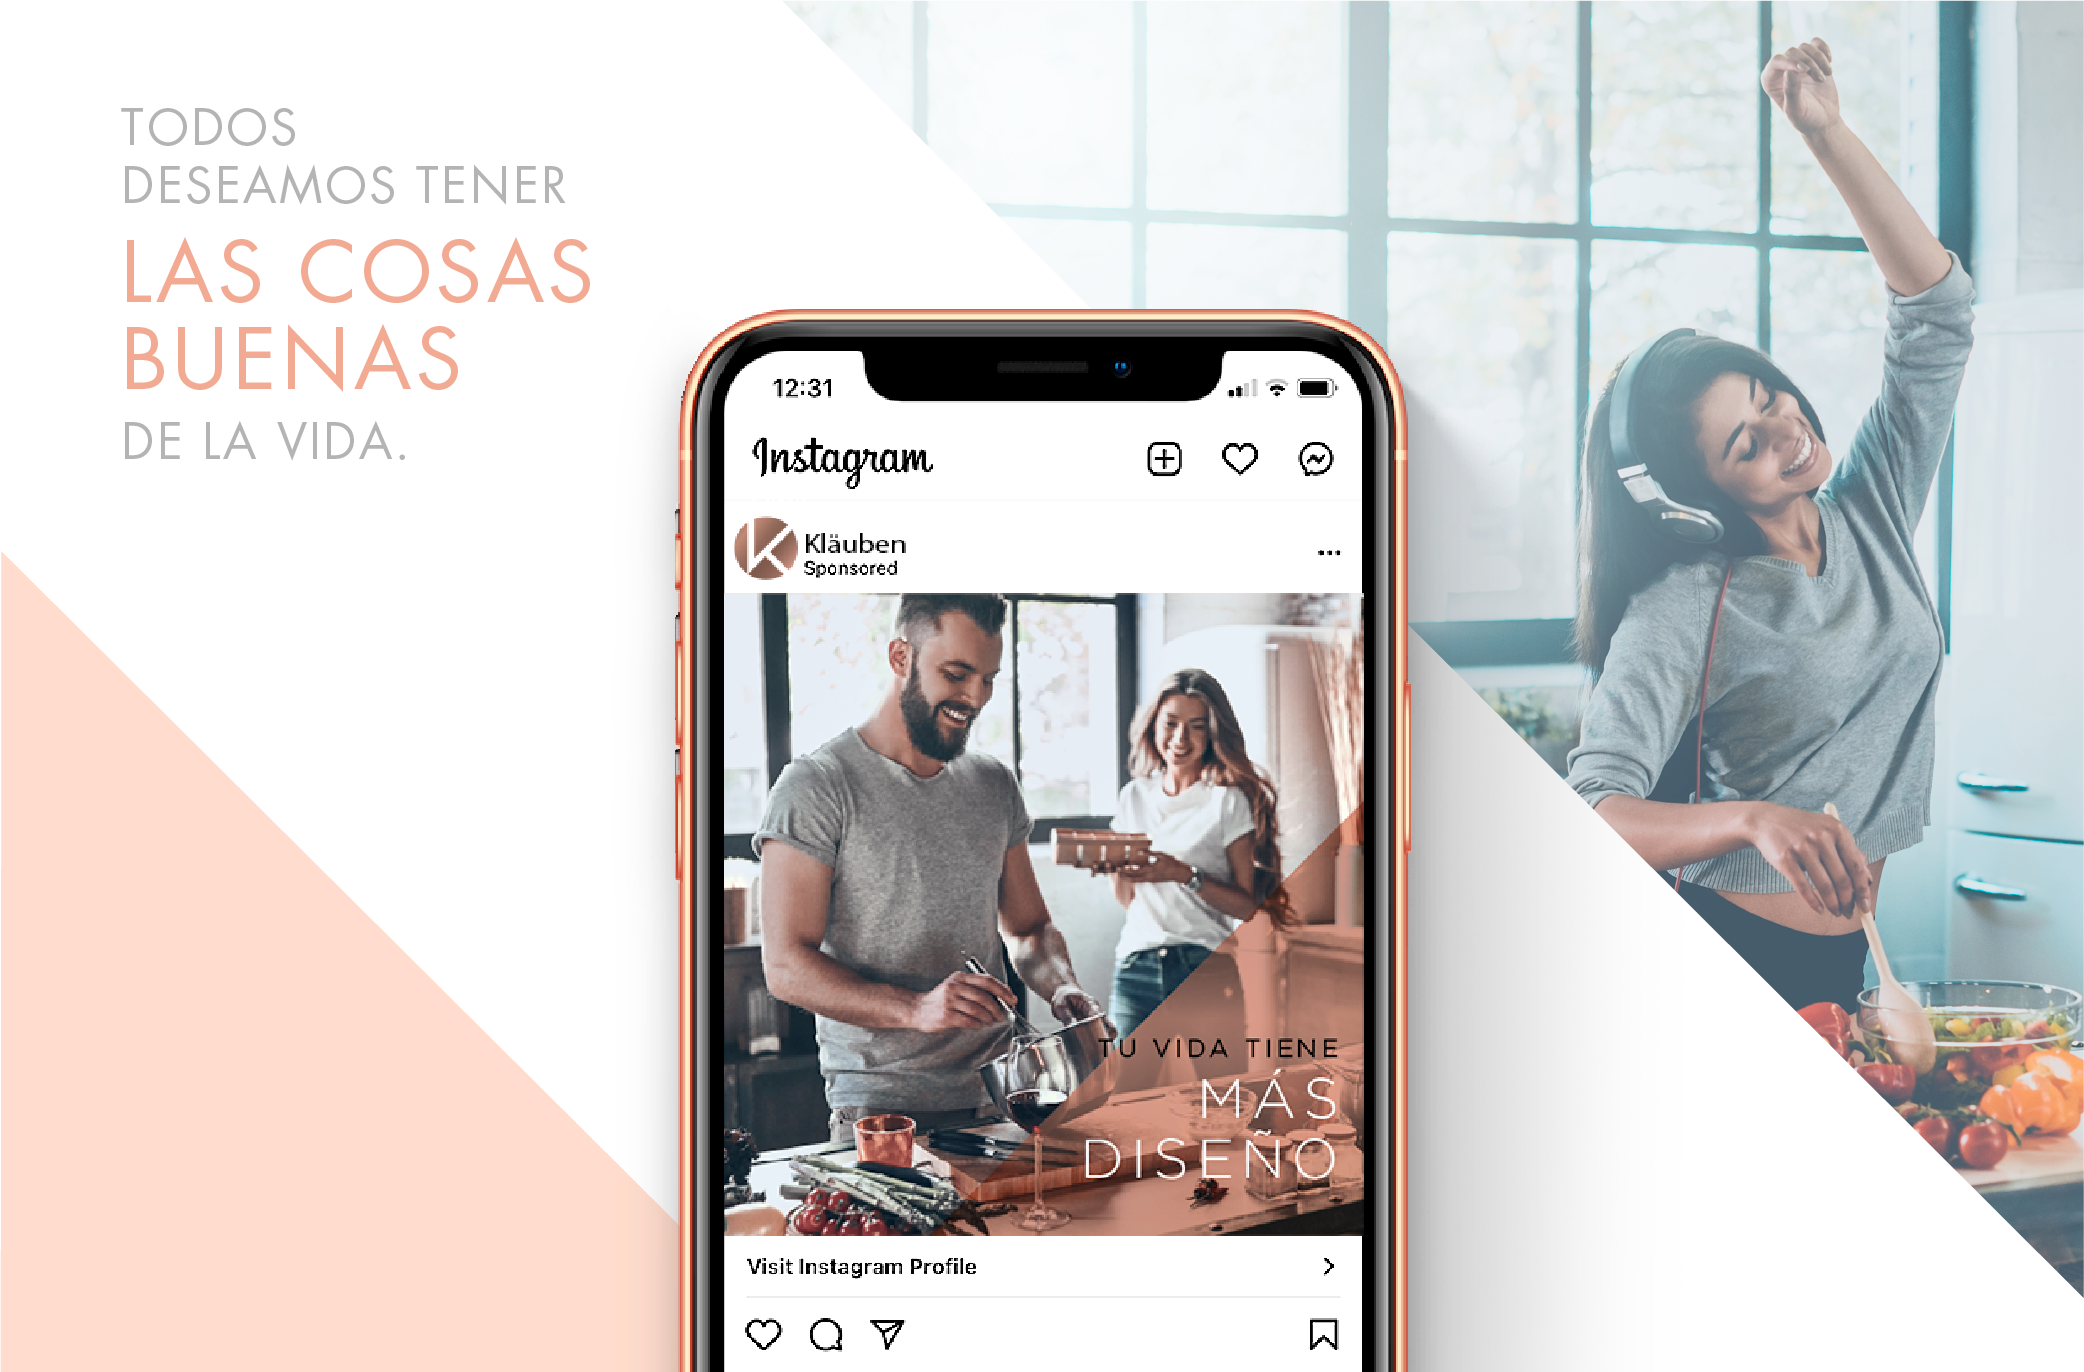 TODOS
DESEAMOS TENER
LAS COSAS
BUENAS
DE LA VIDA.
12:31
Instagram
Kläuben
Sponsored
TU VIDA TIENE
MÁS
DISEÑO
Visit Instagram Profile